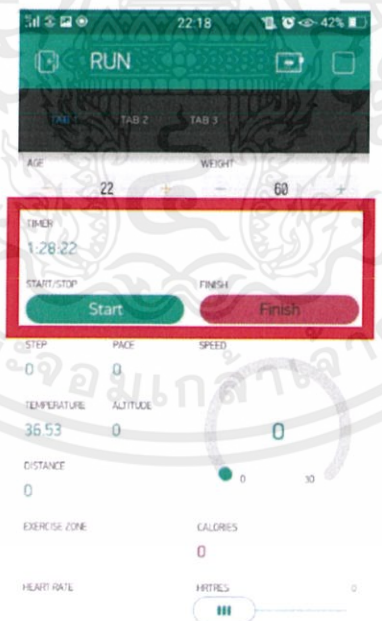 22:18 42%
RUN
TAB 1 TAB 2 TAB 3
AGE WEIGHT
- 22 + - 60 +
TIMER
1:28:22
START/STOP FINISH
Start Finish
STEP PACE SPEED
0 0
TEMPERATURE ALTITUDE
36.53 0 0
0 30
DISTANCE
0
EXERCISE ZONE CALORIES
0
HEART RATE HRTRES 0